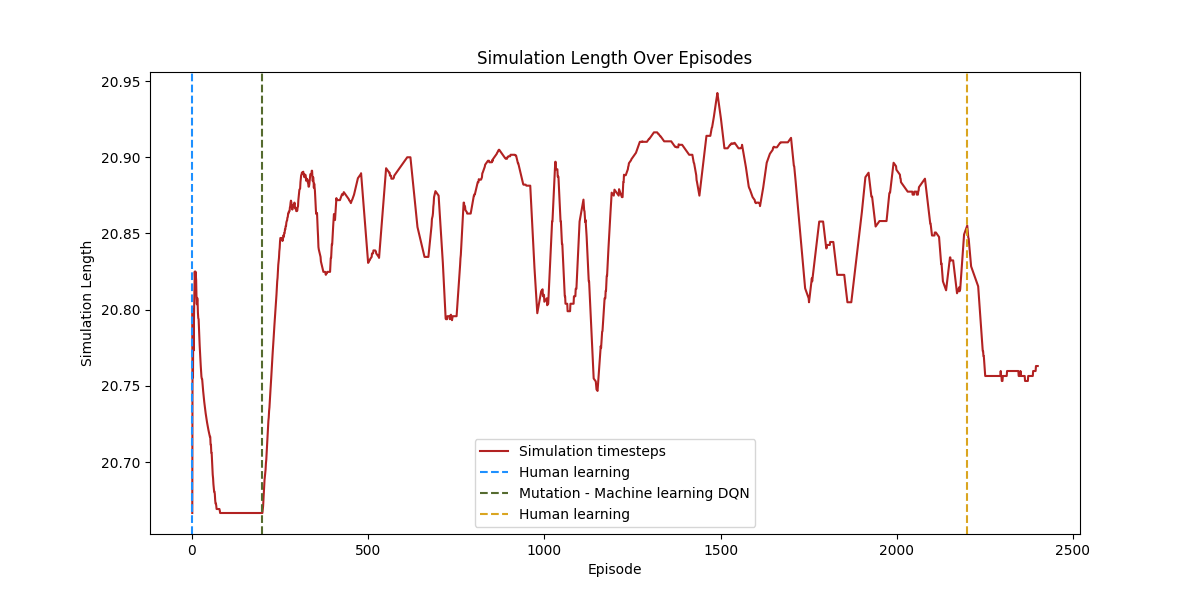 Simulation Length Over Episodes
20.95
20.90
20.85
20.80
20.75
20.70
Simulation Length
Simulation timesteps
Human learning
Mutation - Machine learning DQN
Human learning
0 500 1000 1500 2000 2500
Episode